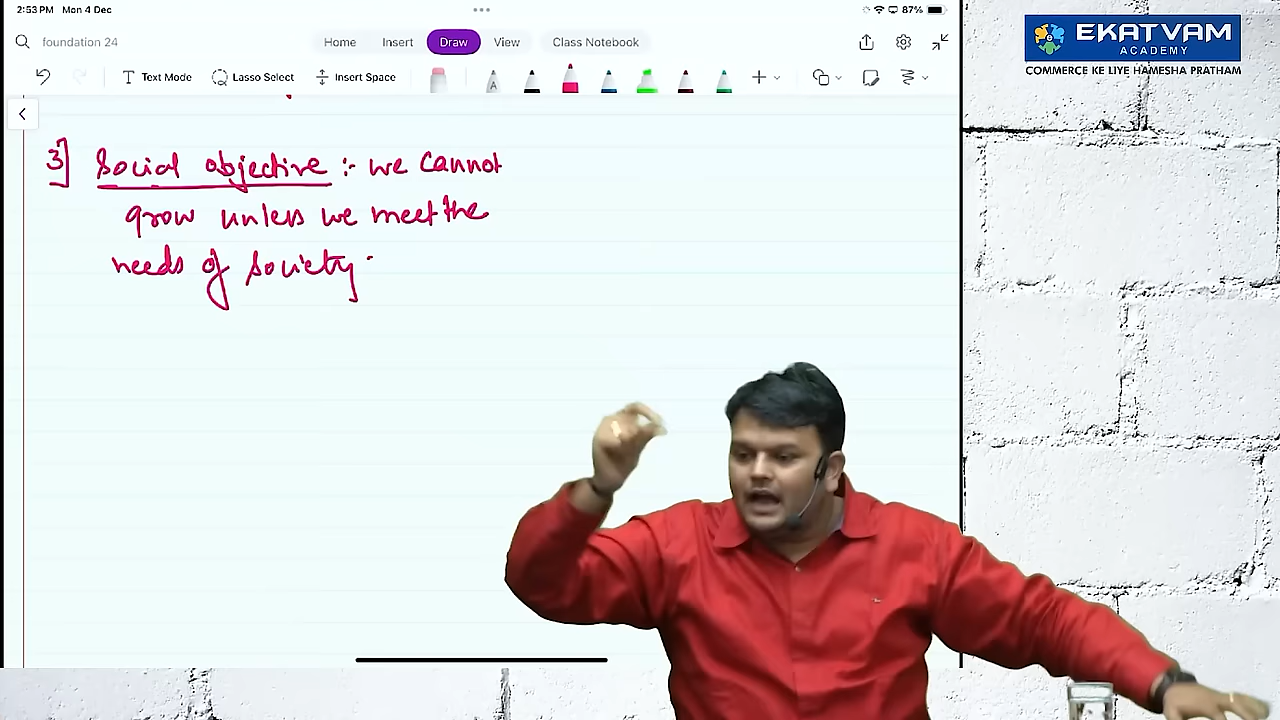 2:53 PM Mon 4 Dec
87%
foundation 24
Home Insert Draw View Class Notebook
Text Mode Lasso Select Insert Space
A
EKATVAM
ACADEMY
COMMERCE KE LIYE HAMESHA PRATHAM
3] Social objective :- we cannot
grow unless we meet the
needs of society.